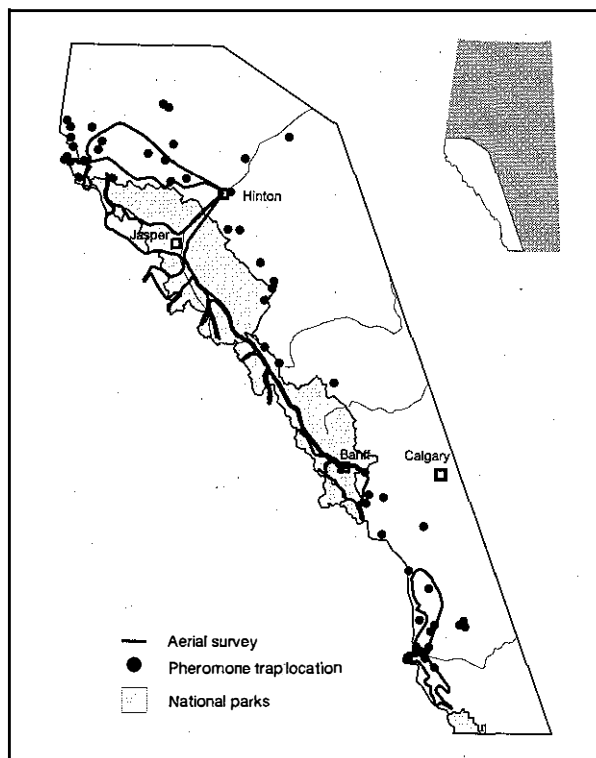 Hinton
Jasper
Banff
Calgary
Aerial survey
Pheromone trap location
National parks